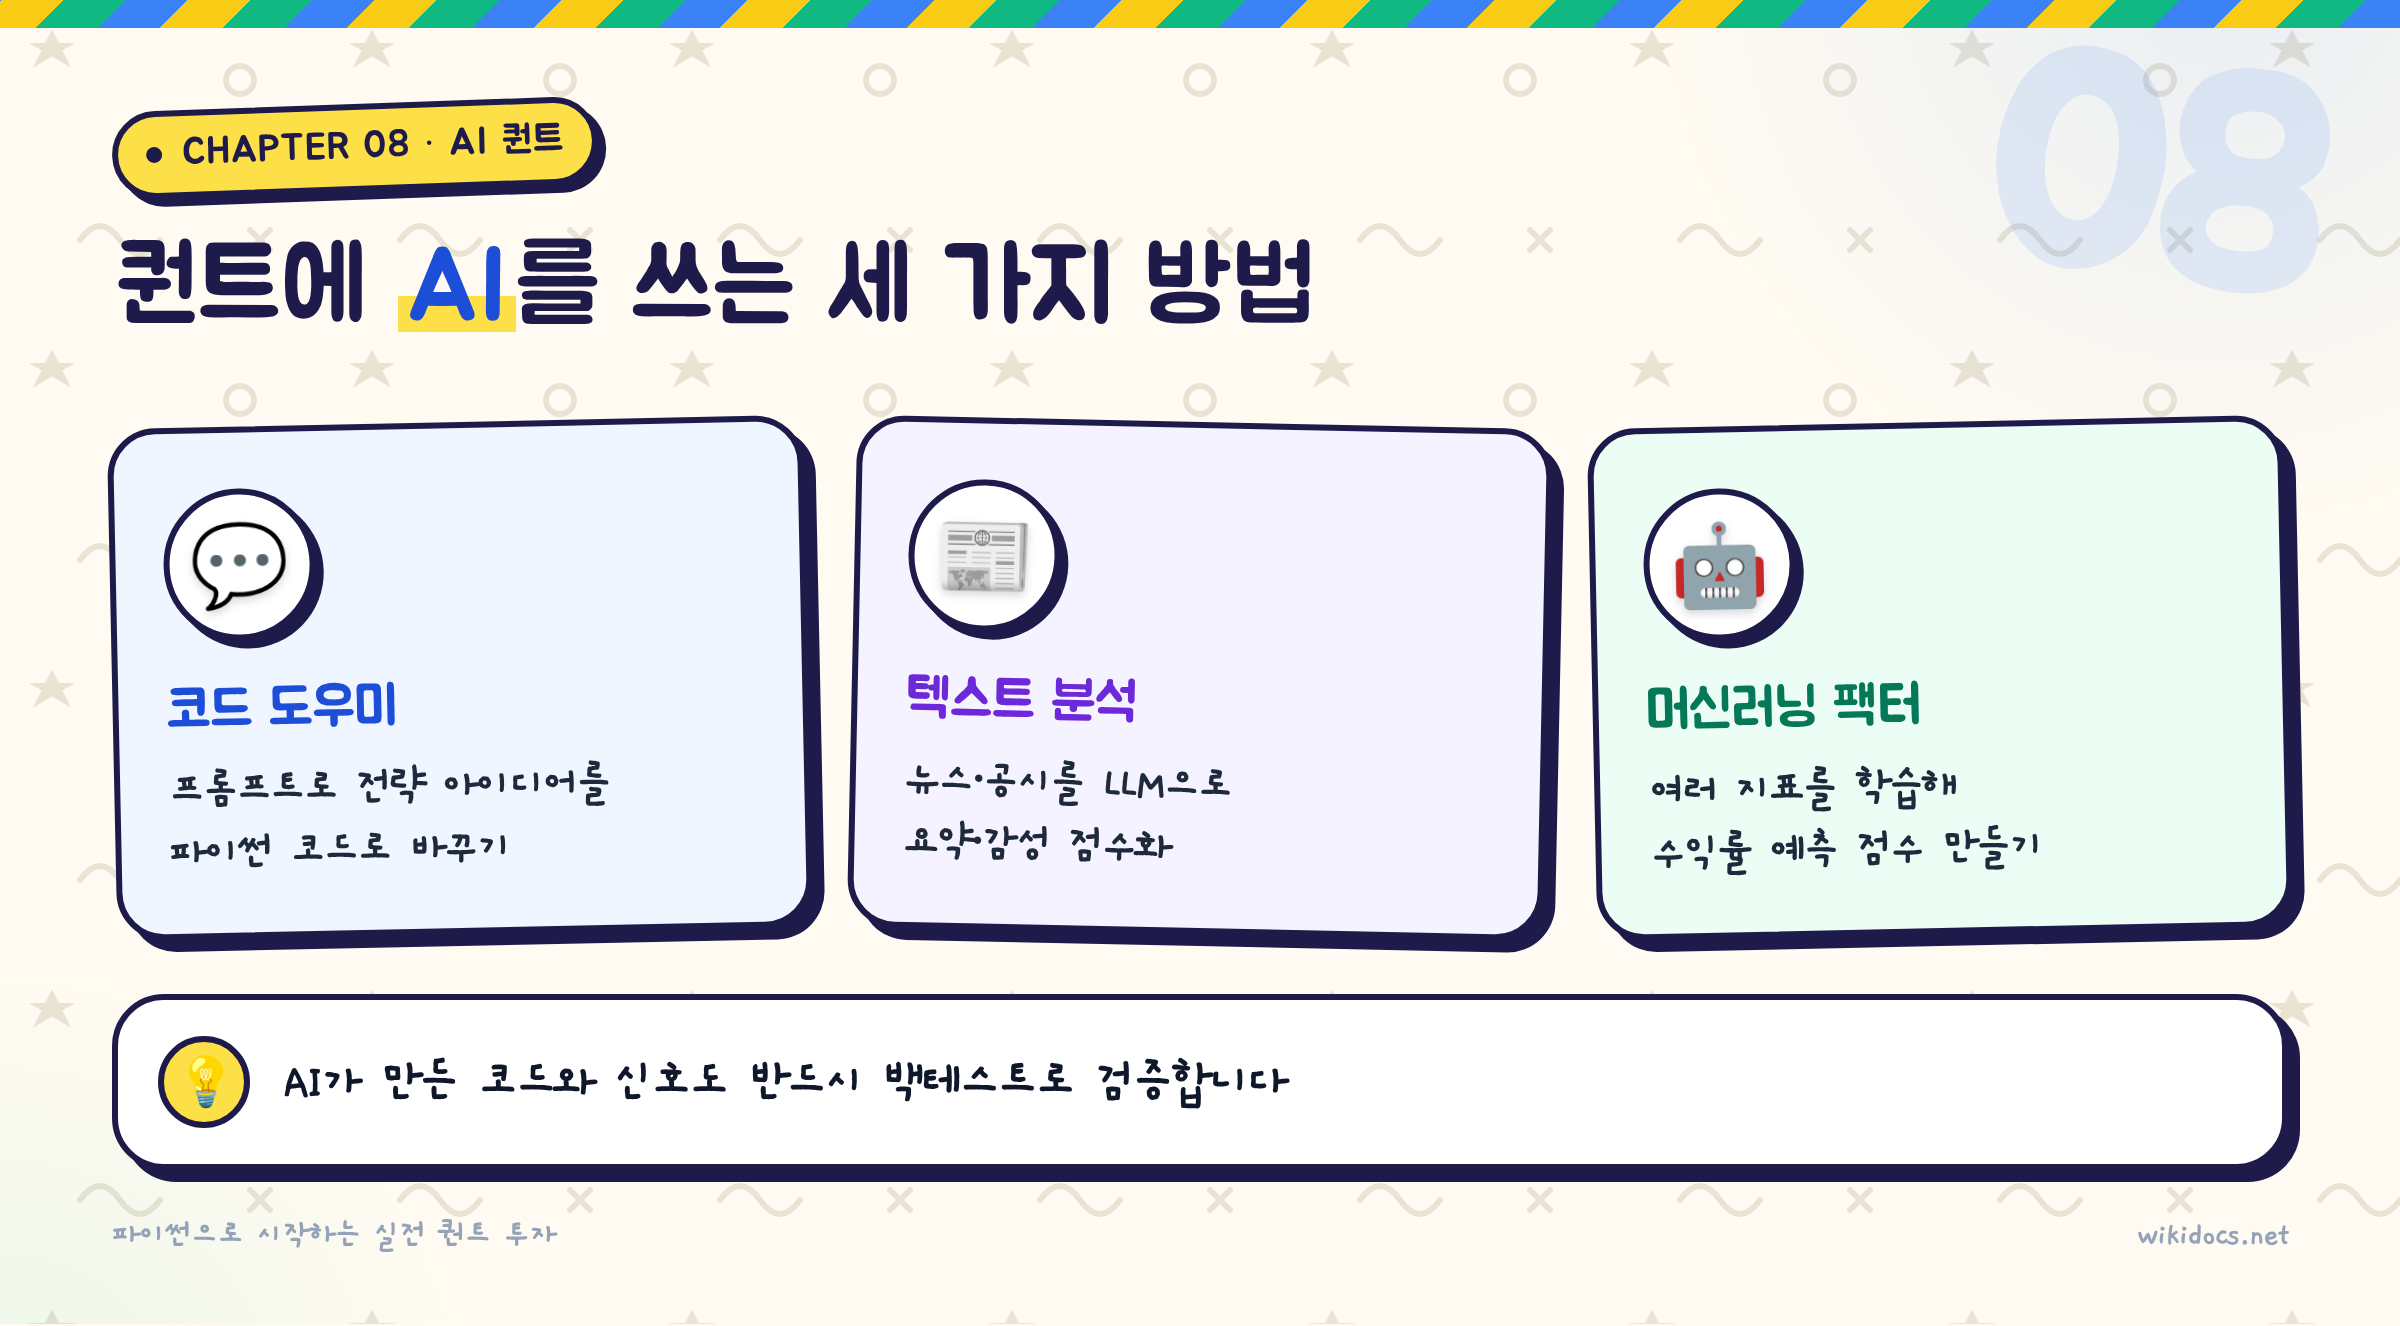 08
CHAPTER 08 · AI 퀀트
퀀트에 AI를 쓰는 세 가지 방법
코드 도우미
프롬프트로 전략 아이디어를
파이썬 코드로 바꾸기
텍스트 분석
뉴스·공시를 LLM으로
요약·감성 점수화
머신러닝 팩터
여러 지표를 학습해
수익률 예측 점수 만들기
AI가 만든 코드와 신호도 반드시 백테스트로 검증합니다
파이썬으로 시작하는 실전 퀀트 투자
wikidocs.net